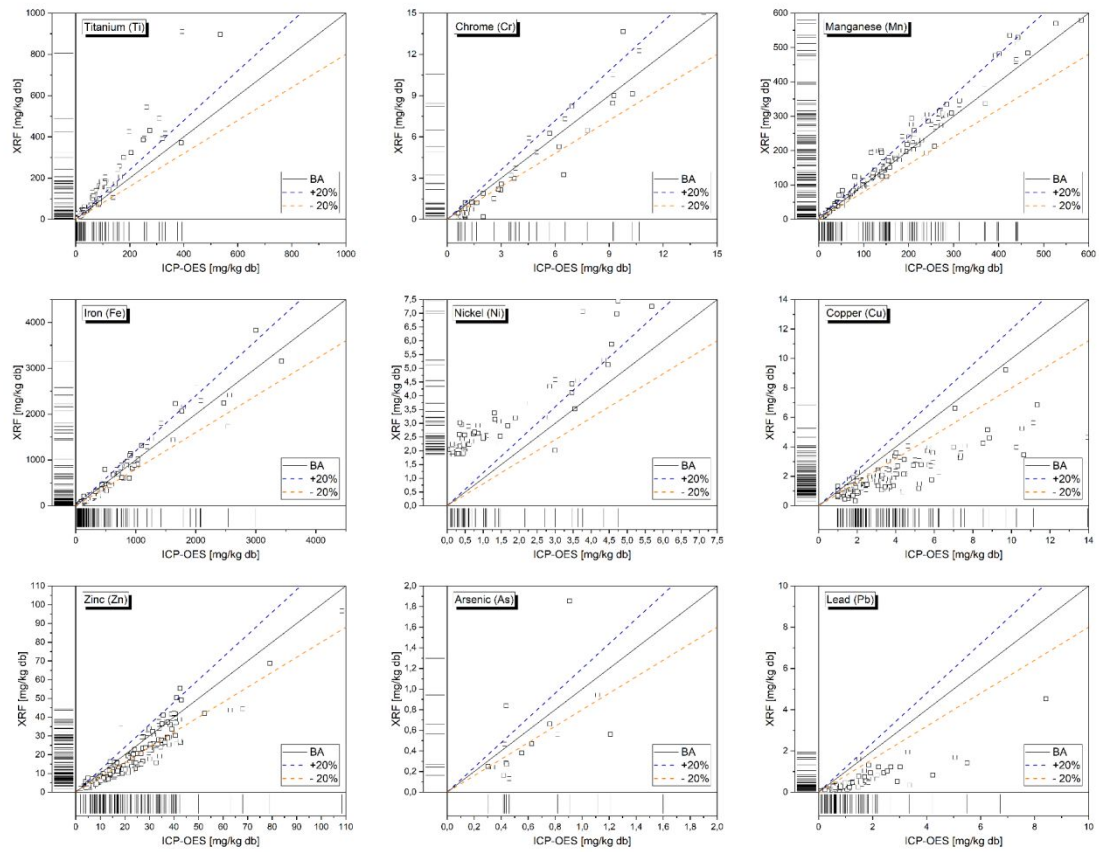 Titanium (Ti)
XRF [mg/kg db]
1000
800
600
400
200
0
BA
+20%
- 20%
0 200 400 600 800 1000
ICP-OES [mg/kg db]
Chrome (Cr)
XRF [mg/kg db]
15
12
9
6
3
0
BA
+20%
- 20%
0 3 6 9 12 15
ICP-OES [mg/kg db]
Manganese (Mn)
XRF [mg/kg db]
600
500
400
300
200
100
0
BA
+20%
- 20%
0 100 200 300 400 500 600
ICP-OES [mg/kg db]
Iron (Fe)
XRF [mg/kg db]
4000
3000
2000
1000
0
BA
+20%
- 20%
0 1000 2000 3000 4000
ICP-OES [mg/kg db]
Nickel (Ni)
XRF [mg/kg db]
7,5
7,0
6,5
6,0
5,5
5,0
4,5
4,0
3,5
3,0
2,5
2,0
1,5
1,0
0,5
0,0
BA
+20%
- 20%
0,0 0,5 1,0 1,5 2,0 2,5 3,0 3,5 4,0 4,5 5,0 5,5 6,0 6,5 7,0 7,5
ICP-OES [mg/kg db]
Copper (Cu)
XRF [mg/kg db]
14
12
10
8
6
4
2
0
BA
+20%
- 20%
0 2 4 6 8 10 12 14
ICP-OES [mg/kg db]
Zinc (Zn)
XRF [mg/kg db]
110
100
90
80
70
60
50
40
30
20
10
0
BA
+20%
- 20%
0 10 20 30 40 50 60 70 80 90 100 110
ICP-OES [mg/kg db]
Arsenic (As)
XRF [mg/kg db]
2,0
1,8
1,6
1,4
1,2
1,0
0,8
0,6
0,4
0,2
0,0
BA
+20%
- 20%
0,0 0,2 0,4 0,6 0,8 1,0 1,2 1,4 1,6 1,8 2,0
ICP-OES [mg/kg db]
Lead (Pb)
XRF [mg/kg db]
10
8
6
4
2
0
BA
+20%
- 20%
0 2 4 6 8 10
ICP-OES [mg/kg db]